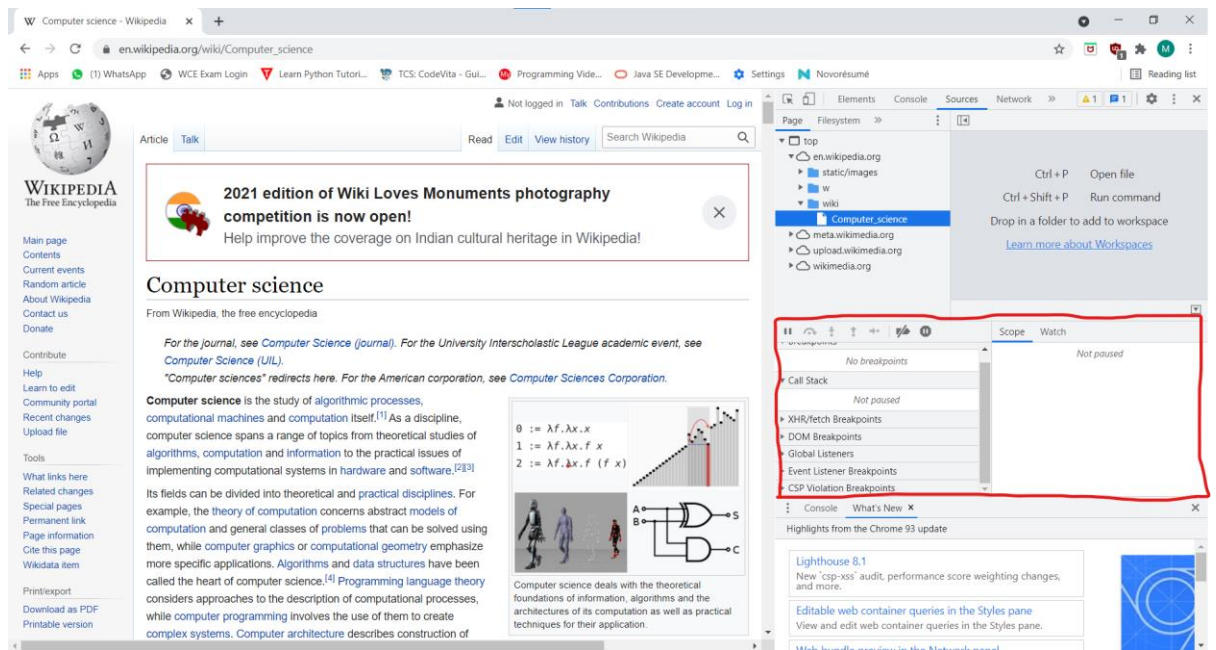 Computer science - Wikipedia
en.wikipedia.org/wiki/Computer_science
Apps (1) WhatsApp WCE Exam Login Learn Python Tutori... TCS: CodeVita - Gui... Programming Vide... Java SE Developme... Settings Novorésumé Reading list
Not logged in Talk Contributions Create account Log in
Article Talk Read Edit View history Search Wikipedia
WIKIPEDIA
The Free Encyclopedia
Main page
Contents
Current events
Random article
About Wikipedia
Contact us
Donate
Contribute
Help
Learn to edit
Community portal
Recent changes
Upload file
Tools
What links here
Related changes
Special pages
Permanent link
Page information
Cite this page
Wikidata item
Print/export
Download as PDF
Printable version
2021 edition of Wiki Loves Monuments photography
competition is now open!
Help improve the coverage on Indian cultural heritage in Wikipedia!
Computer science
From Wikipedia, the free encyclopedia
For the journal, see Computer Science (journal). For the University Interscholastic League academic event, see
Computer Science (UIL).
"Computer sciences" redirects here. For the American corporation, see Computer Sciences Corporation.
Computer science is the study of algorithmic processes,
computational machines and computation itself.[1] As a discipline,
computer science spans a range of topics from theoretical studies of
algorithms, computation and information to the practical issues of
implementing computational systems in hardware and software.[2][3]
Its fields can be divided into theoretical and practical disciplines. For
example, the theory of computation concerns abstract models of
computation and general classes of problems that can be solved using
them, while computer graphics or computational geometry emphasize
more specific applications. Algorithms and data structures have been
called the heart of computer science.[4] Programming language theory
considers approaches to the description of computational processes,
while computer programming involves the use of them to create
complex systems. Computer architecture describes construction of
0 := λf.λx.x
1 := λf.λx.f x
2 := λf.λx.f (f x)
A
B
S
C
Computer science deals with the theoretical
foundations of information, algorithms and the
architectures of its computation as well as practical
techniques for their application.
Elements Console Sources Network 1 1
Page Filesystem
top
en.wikipedia.org
static/images
w
wiki
Computer_science
meta.wikimedia.org
upload.wikimedia.org
wikimedia.org
Ctrl + P Open file
Ctrl + Shift + P Run command
Drop in a folder to add to workspace
Learn more about Workspaces
Scope Watch
Breakpoints
No breakpoints
Not paused
Call Stack
Not paused
XHR/fetch Breakpoints
DOM Breakpoints
Global Listeners
Event Listener Breakpoints
CSP Violation Breakpoints
Console What's New
Highlights from the Chrome 93 update
Lighthouse 8.1
New `csp-xss` audit, performance score weighting changes,
and more.
Editable web container queries in the Styles pane
View and edit web container queries in the Styles pane.
Web bundle preview in the Network panel